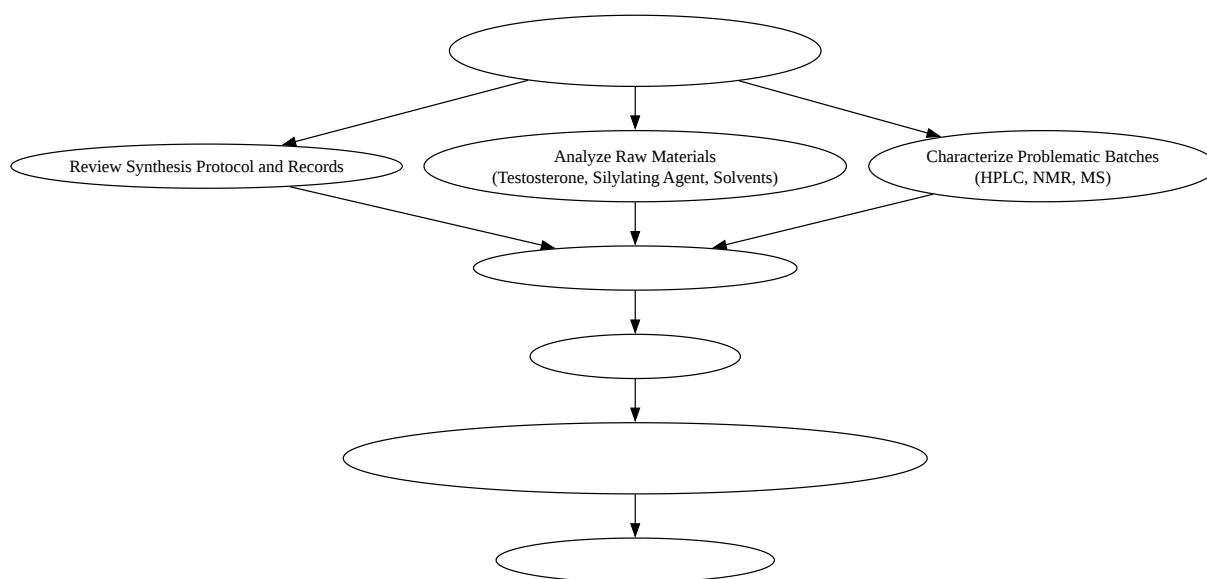 Review Synthesis Protocol and Records
Analyze Raw Materials
(Testosterone, Silylating Agent, Solvents)
Characterize Problematic Batches
(HPLC, NMR, MS)